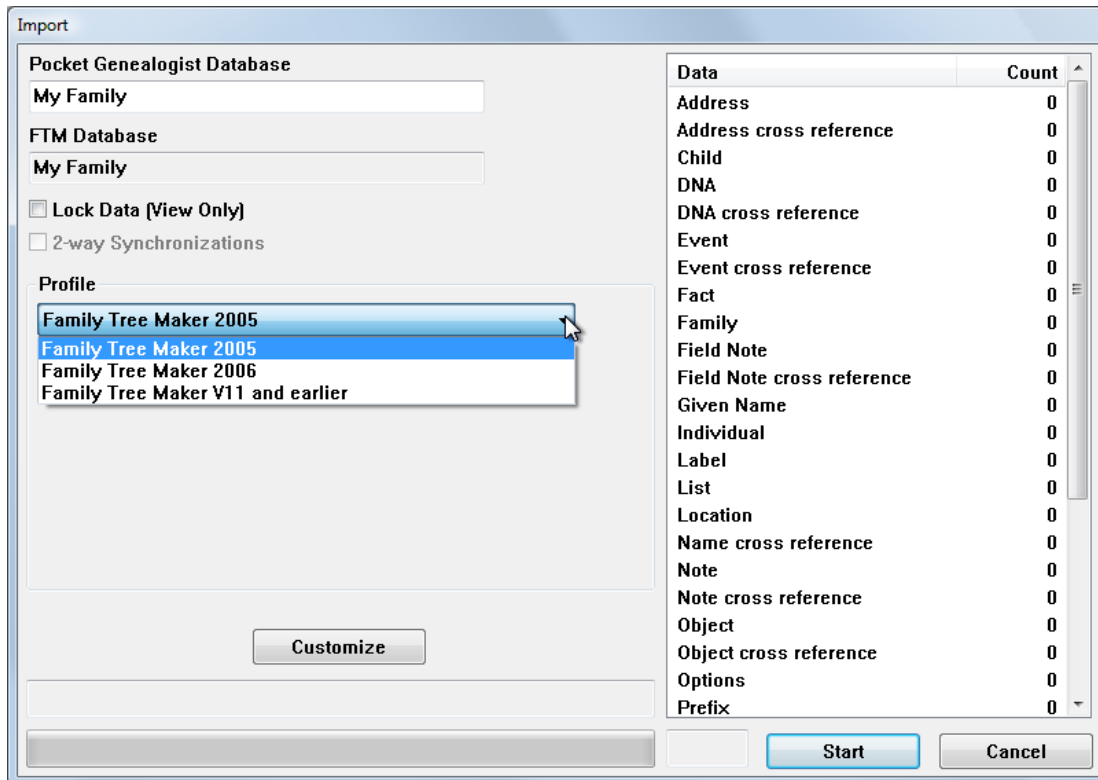 Import
Pocket Genealogist Database
My Family
FTM Database
My Family
Lock Data (View Only)
2-way Synchronizations
Profile
Family Tree Maker 2005
Family Tree Maker 2005
Family Tree Maker 2006
Family Tree Maker V11 and earlier
Customize
Data Count
Address 0
Address cross reference 0
Child 0
DNA 0
DNA cross reference 0
Event 0
Event cross reference 0
Fact 0
Family 0
Field Note 0
Field Note cross reference 0
Given Name 0
Individual 0
Label 0
List 0
Location 0
Name cross reference 0
Note 0
Note cross reference 0
Object 0
Object cross reference 0
Options 0
Prefix 0
Start Cancel